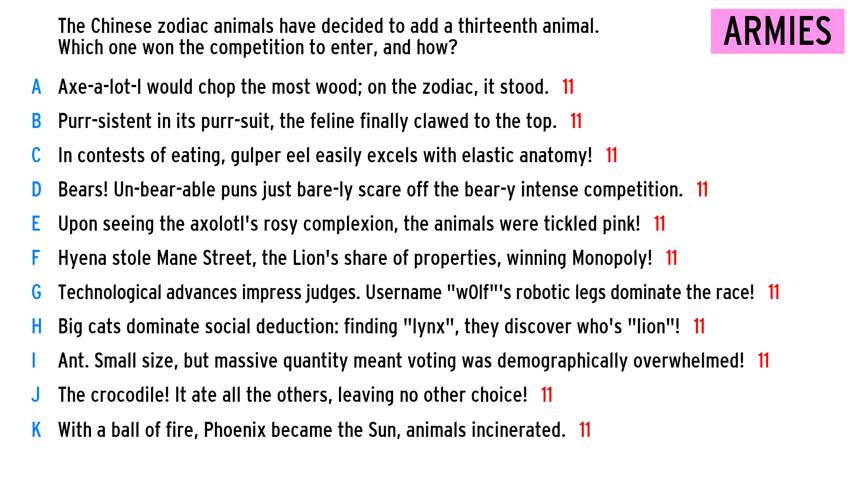 The Chinese zodiac animals have decided to add a thirteenth animal.
Which one won the competition to enter, and how?
ARMIES
A Axe-a-lot-l would chop the most wood; on the zodiac, it stood. 11
B Purr-sistent in its purr-suit, the feline finally clawed to the top. 11
C In contests of eating, gulper eel easily excels with elastic anatomy! 11
D Bears! Un-bear-able puns just bare-ly scare off the bear-y intense competition. 11
E Upon seeing the axolotl's rosy complexion, the animals were tickled pink! 11
F Hyena stole Mane Street, the Lion's share of properties, winning Monopoly! 11
G Technological advances impress judges. Username "w0lf"'s robotic legs dominate the race! 11
H Big cats dominate social deduction: finding "lynx", they discover who's "lion"! 11
I Ant. Small size, but massive quantity meant voting was demographically overwhelmed! 11
J The crocodile! It ate all the others, leaving no other choice! 11
K With a ball of fire, Phoenix became the Sun, animals incinerated. 11